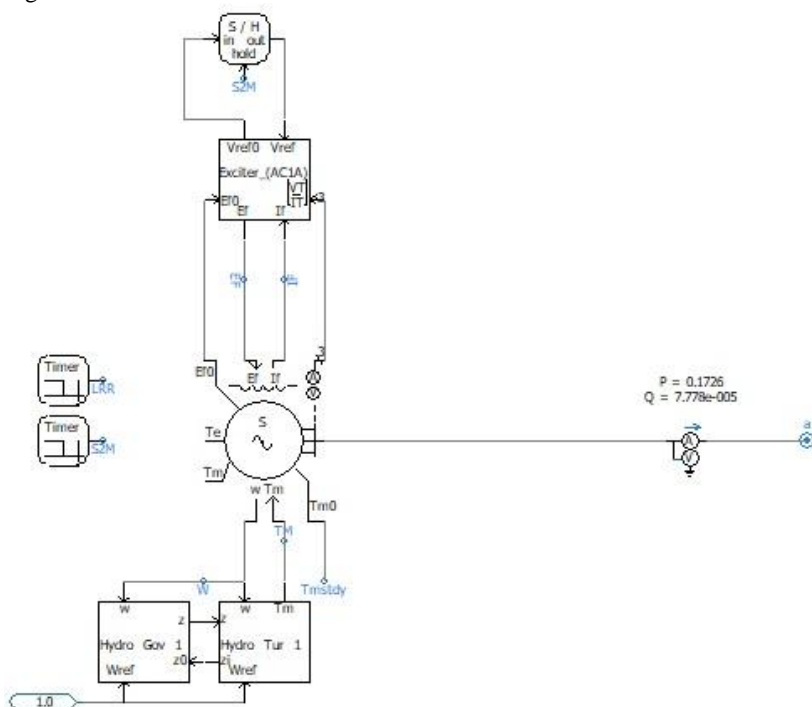 S / H
in out
hold
S2M
Vref0 Vref
Exciter_(AC1A)
VT
IT
3
Ef0
Ef If
Ef
If
3
Ef0
Ef If
A
V
Timer
LRR
Timer
S2M
S
Te
Tm
w Tm
Tm0
P = 0.1726
Q = 7.778e-005
A
V
a
TM
W
Tmstdy
w
z
Hydro Gov 1
z0
Wref
w Tm
z
Hydro Tur 1
zi
Wref
1.0